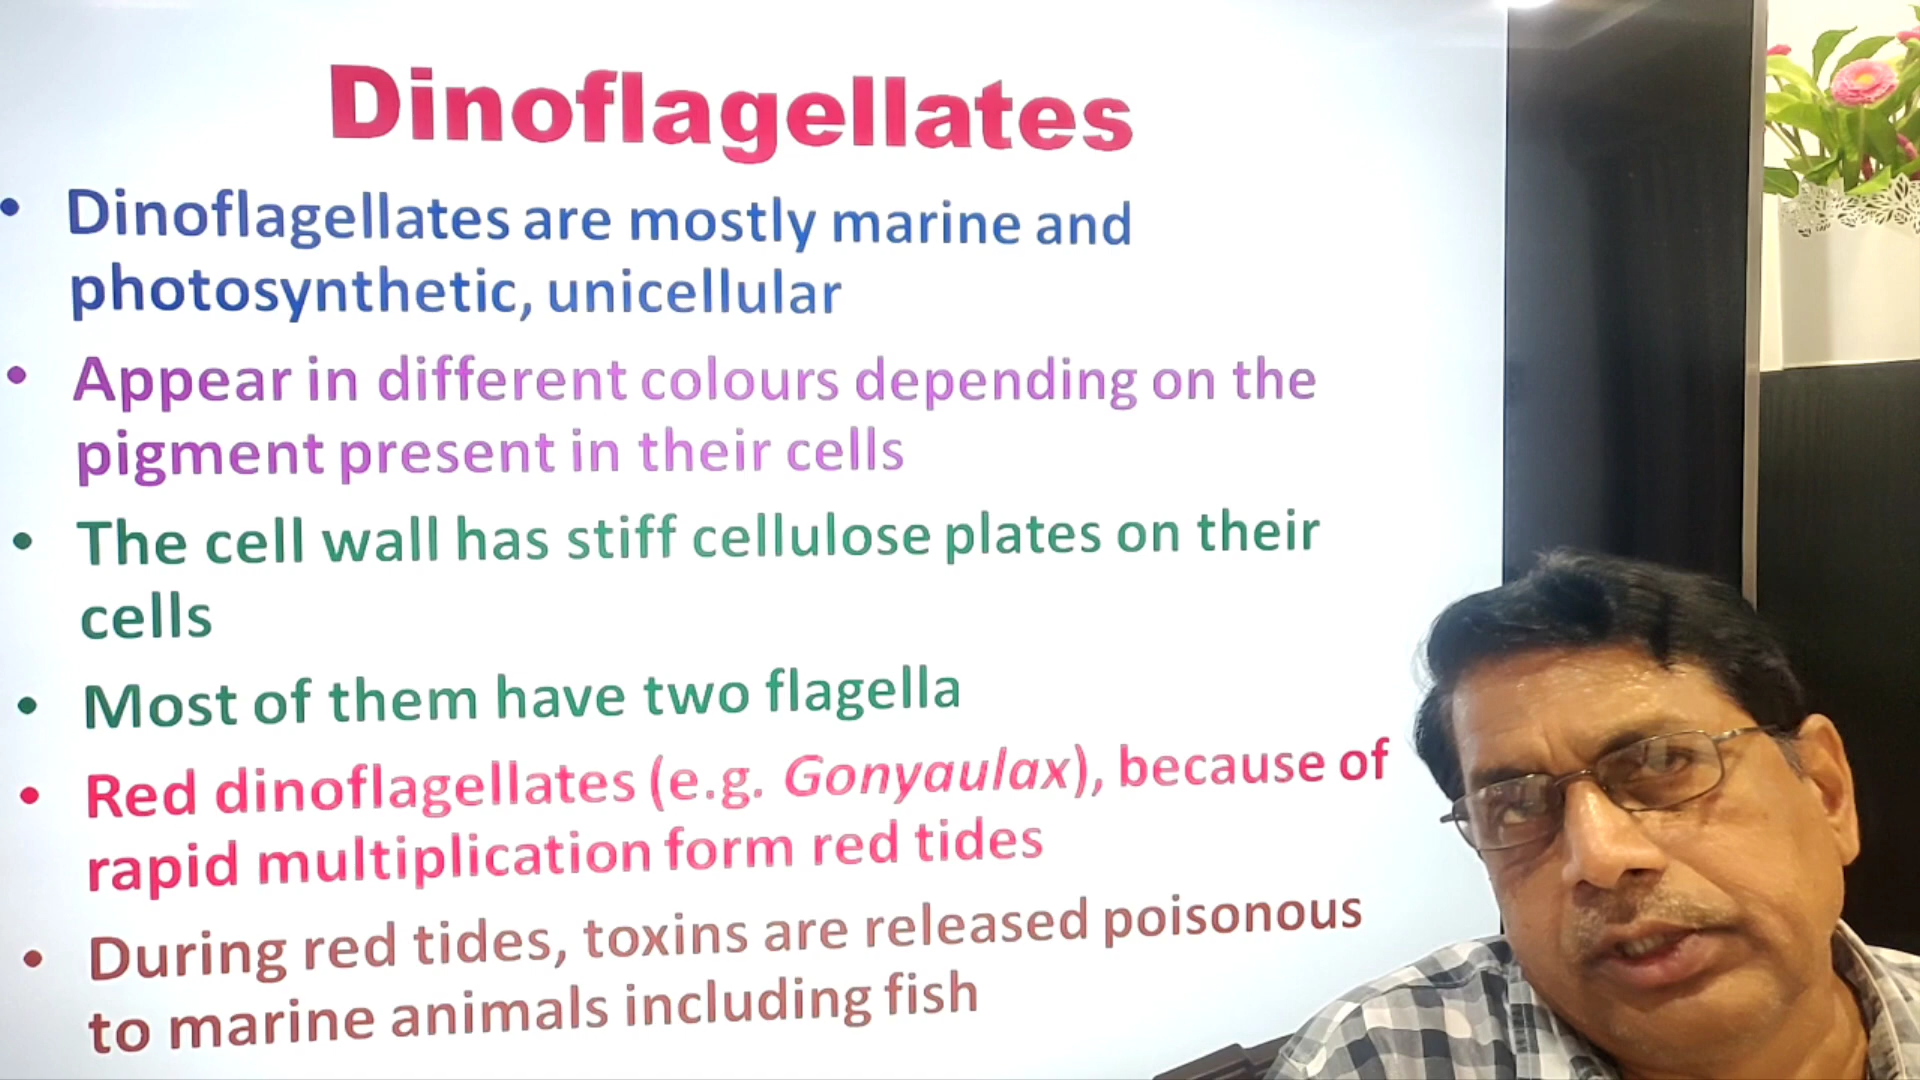 Dinoflagellates
• Dinoflagellates are mostly marine and
photosynthetic, unicellular
• Appear in different colours depending on the
pigment present in their cells
• The cell wall has stiff cellulose plates on their
cells
• Most of them have two flagella
• Red dinoflagellates (e.g. Gonyaulax), because of
rapid multiplication form red tides
• During red tides, toxins are released poisonous
to marine animals including fish